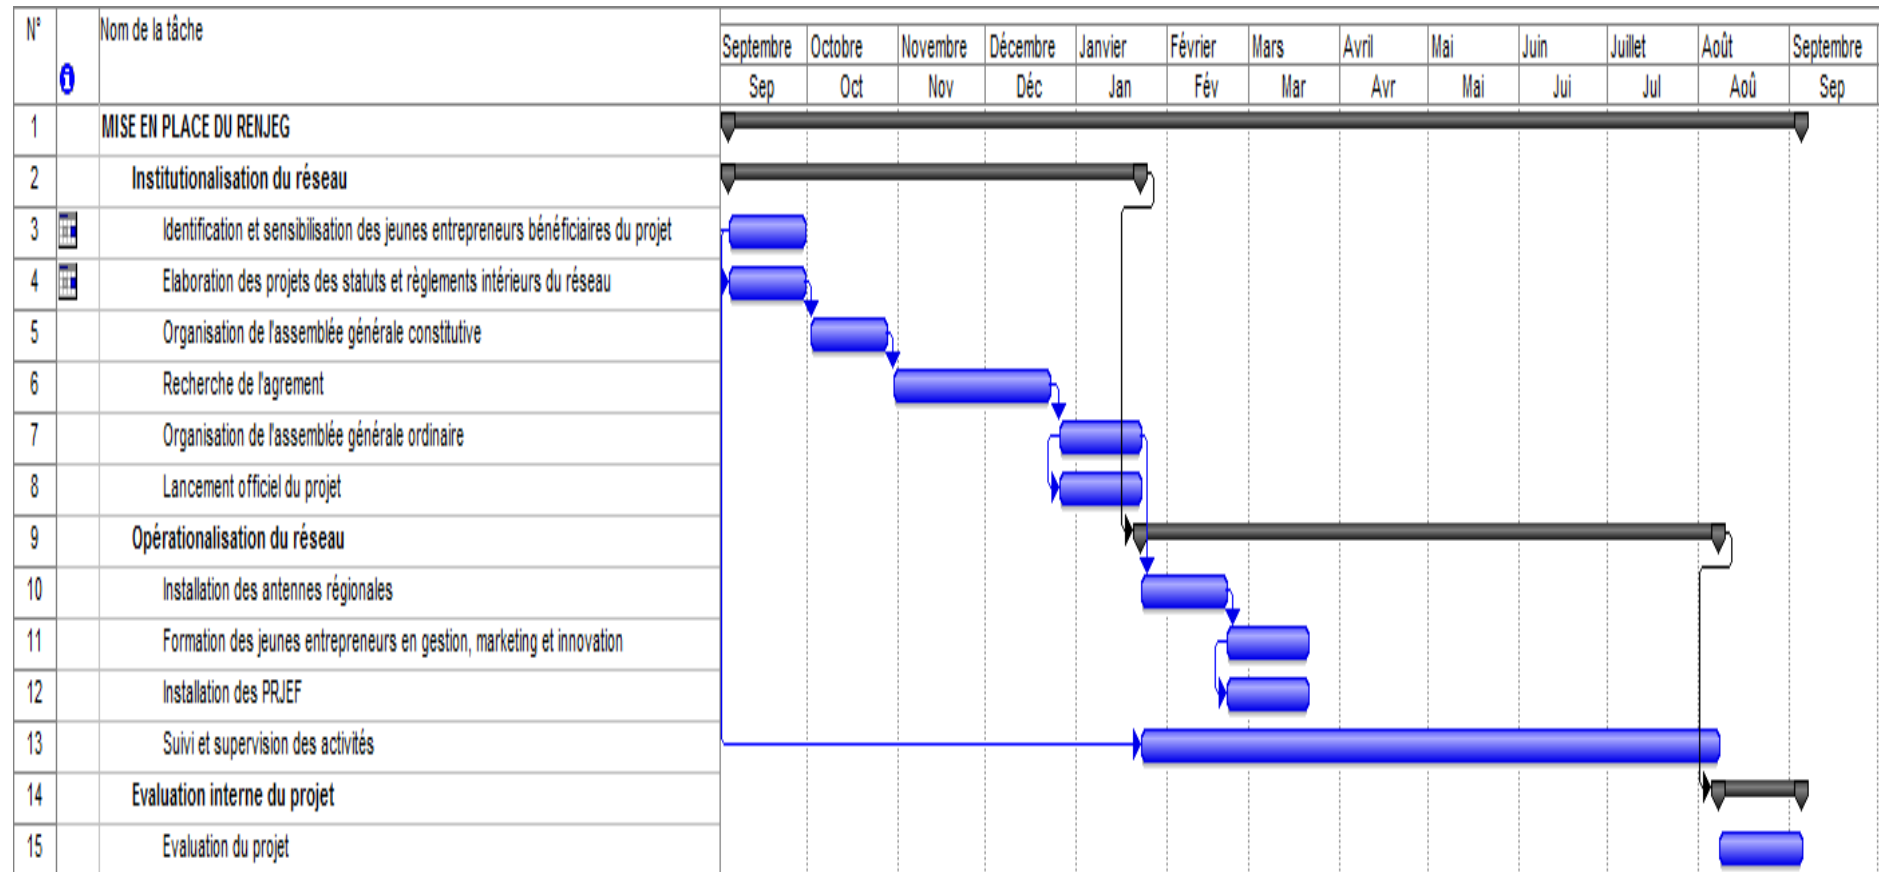 N° Nom de la tâche
Septembre Octobre Novembre Décembre Janvier Février Mars Avril Mai Juin Juillet Août Septembre
Sep Oct Nov Déc Jan Fév Mar Avr Mai Jui Jul Aoû Sep
1 MISE EN PLACE DU RENJEG
2 Institutionalisation du réseau
3 Identification et sensibilisation des jeunes entrepreneurs bénéficiaires du projet
4 Elaboration des projets des statuts et règlements intérieurs du réseau
5 Organisation de l'assemblée générale constitutive
6 Recherche de l'agrement
7 Organisation de l'assemblée générale ordinaire
8 Lancement officiel du projet
9 Opérationalisation du réseau
10 Installation des antennes régionales
11 Formation des jeunes entrepreneurs en gestion, marketing et innovation
12 Installation des PRJEF
13 Suivi et supervision des activités
14 Evaluation interne du projet
15 Evaluation du projet